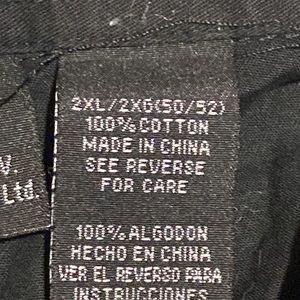 2XL/2XG(50/52)
100% COTTON
MADE IN CHINA
SEE REVERSE
FOR CARE
V.
Ltd.
100% ALGODON
HECHO EN CHINA
VER EL REVERSO PARA
INSTRUCCIONES